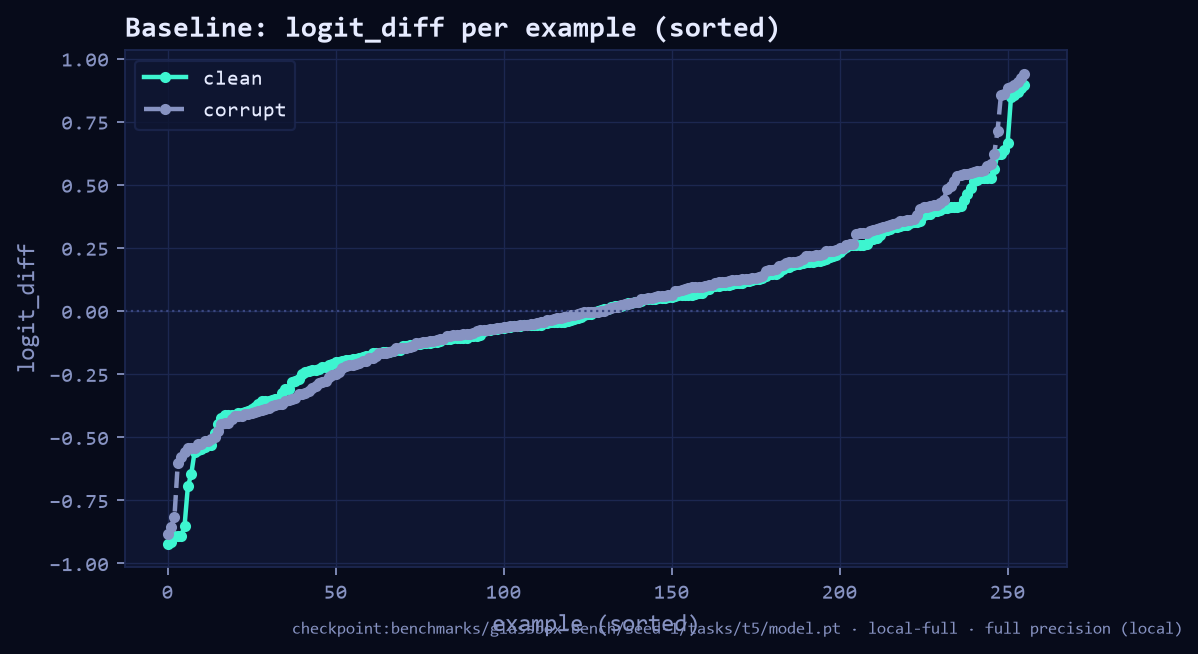 Baseline: logit_diff per example (sorted)
clean
corrupt
logit_diff
1.00
0.75
0.50
0.25
0.00
−0.25
−0.50
−0.75
−1.00
0 50 100 150 200 250
example (sorted)
checkpoint:benchmarks/glassbox-bench/seed-1/tasks/t5/model.pt · local-full · full precision (local)